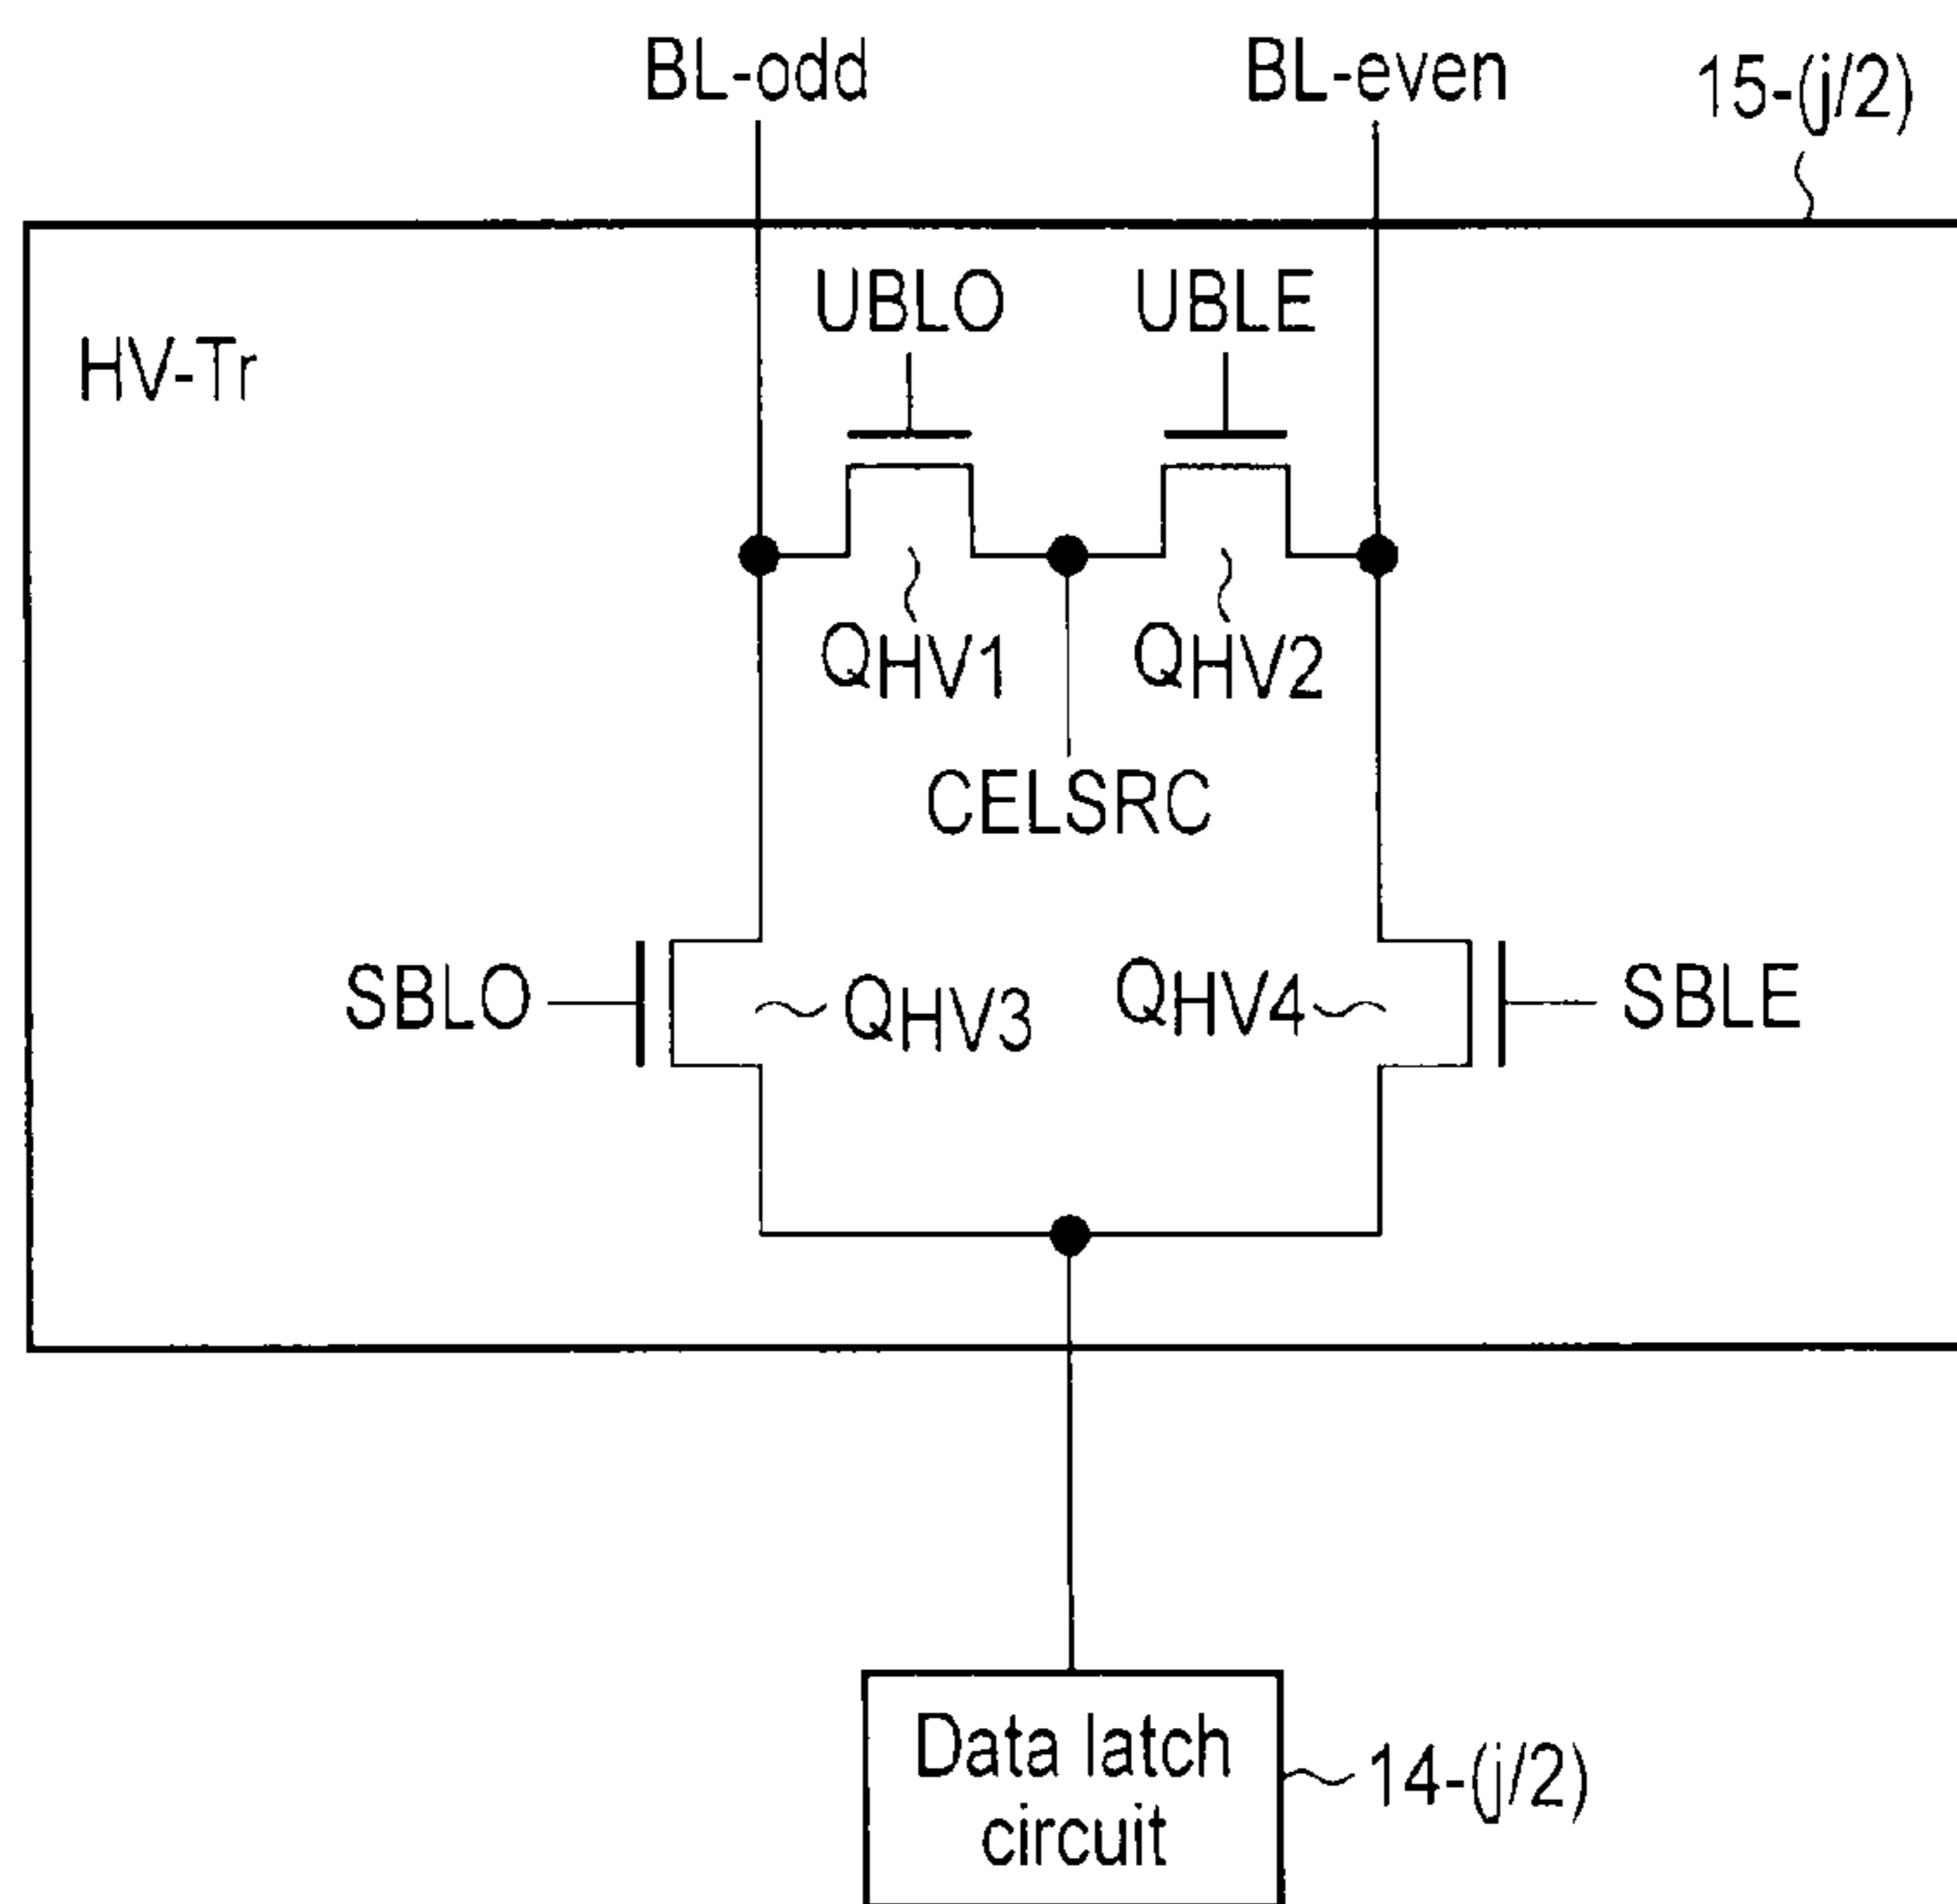 BL-odd
BL-even
15-(j/2)
UBLO
UBLE
HV-Tr
QHV1
QHV2
CELSRC
SBLO
QHV3
QHV4
SBLE
Data latch
circuit
14-(j/2)